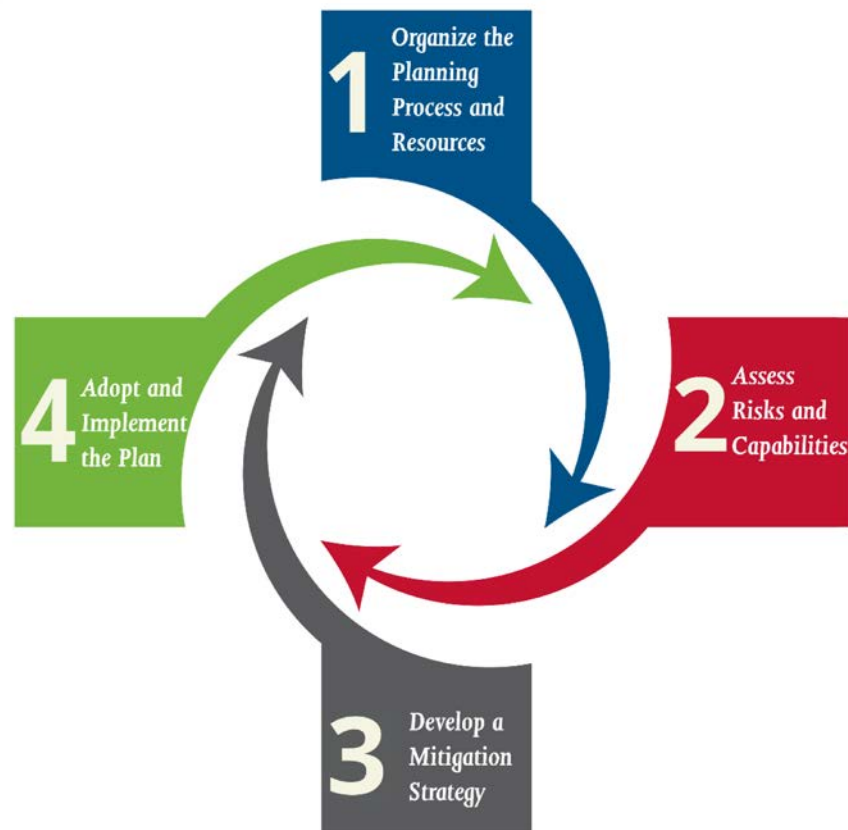 1
Organize the
Planning
Process and
Resources
2
Assess
Risks and
Capabilities
3
Develop a
Mitigation
Strategy
4
Adopt and
Implement
the Plan